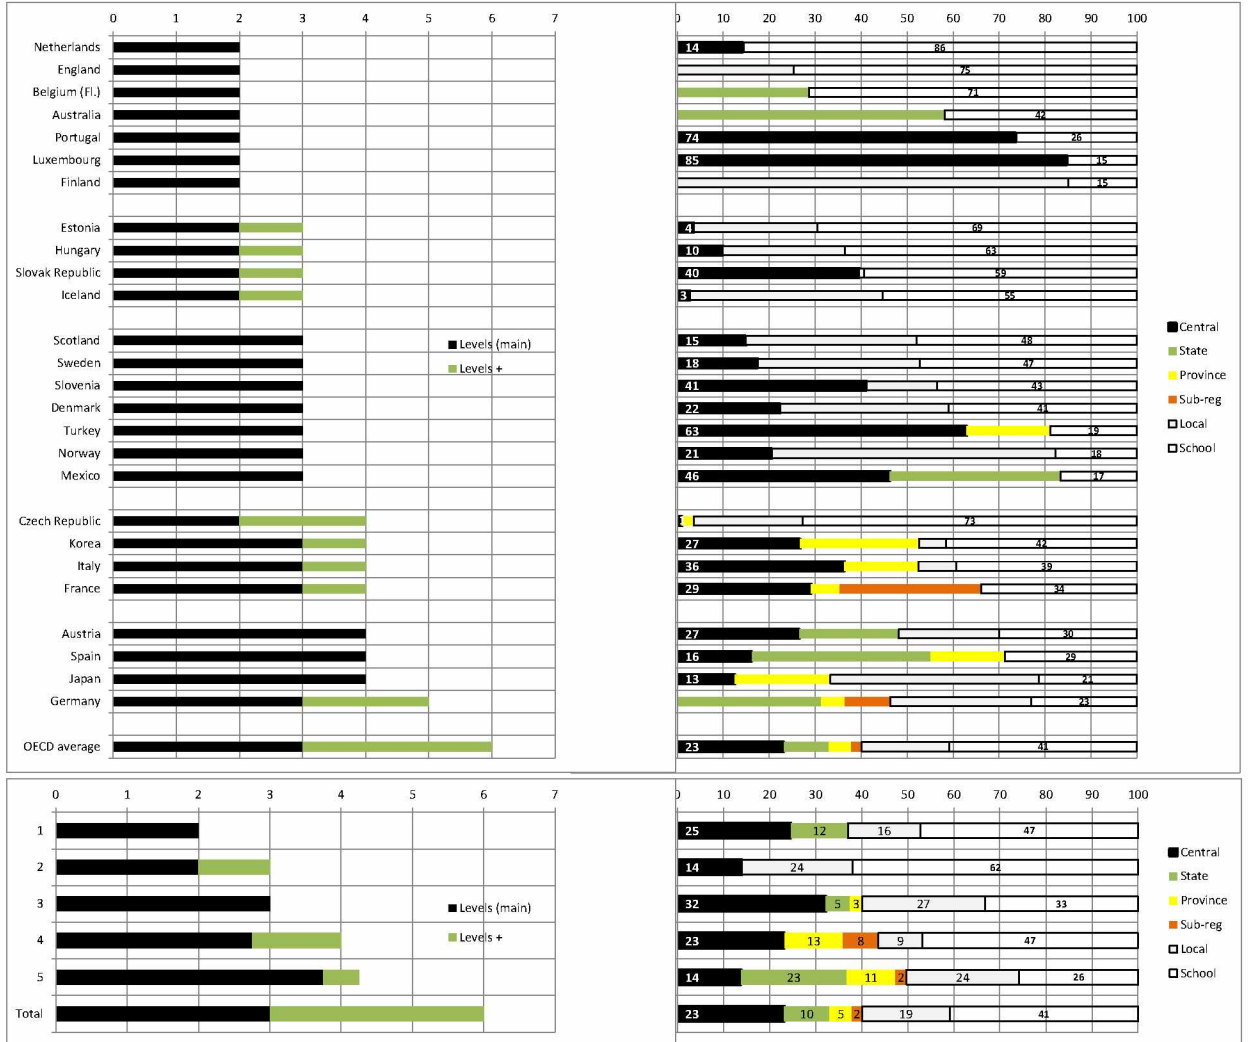 0 1 2 3 4 5 6 7 0 10 20 30 40 50 60 70 80 90 100
Netherlands 14 86
England 75
Belgium (Fl.) 71
Australia 42
Portugal 74 26
Luxembourg 85 15
Finland 15
Estonia 4 69
Hungary 10 63
Slovak Republic 40 59
Iceland 3 55
Central
Scotland Levels (main) 15 48
State
Sweden Levels + 18 47
Province
Slovenia 41 43
Sub-reg
Denmark 22 41
Local
Turkey 63 19
School
Norway 21 18
Mexico 46 17
Czech Republic 73
Korea 27 42
Italy 36 39
France 29 34
Austria 27 30
Spain 16 29
Japan 13 21
Germany 23
OECD average 23 41
0 1 2 3 4 5 6 7 0 10 20 30 40 50 60 70 80 90 100
1 25 12 16 47
Central
2 14 24 62
State
3 Levels (main) 32 5 3 27 33
Province
Sub-reg
4 Levels + 23 13 8 9 47
Local
5 14 23 11 2 24 26
School
Total 23 10 5 2 19 41